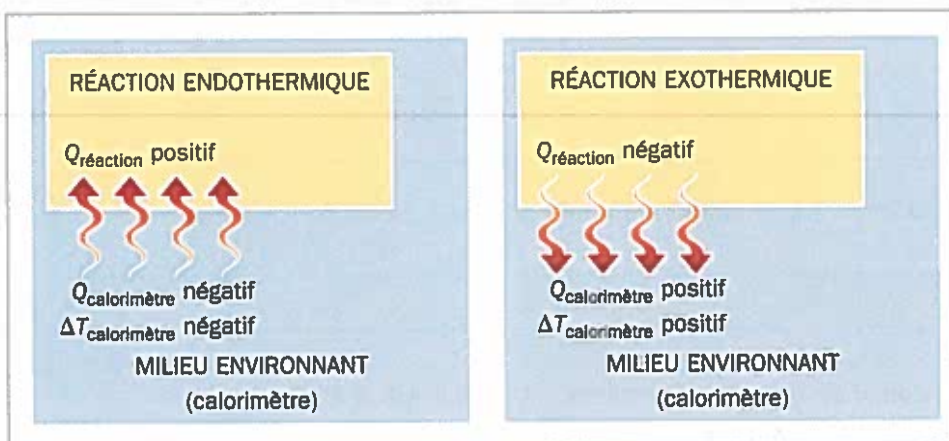 RÉACTION ENDOTHERMIQUE
Qréaction positif
Qcalorimètre négatif
ΔTcalorimètre négatif
MILIEU ENVIRONNANT
(calorimètre)
RÉACTION EXOTHERMIQUE
Qréaction négatif
Qcalorimètre positif
ΔTcalorimètre positif
MILIEU ENVIRONNANT
(calorimètre)